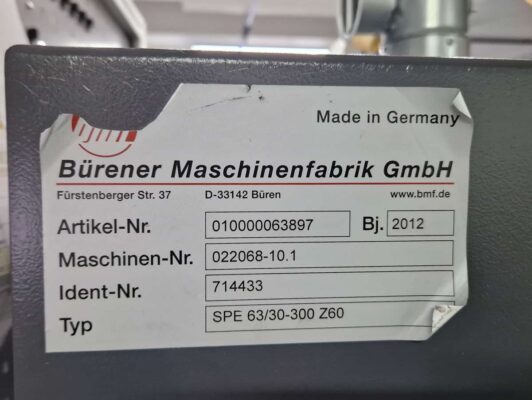 Made in Germany
Bürener Maschinenfabrik GmbH
Fürstenberger Str. 37 D-33142 Büren www.bmf.de
Artikel-Nr. 010000063897 Bj. 2012
Maschinen-Nr. 022068-10.1
Ident-Nr. 714433
Typ SPE 63/30-300 Z60